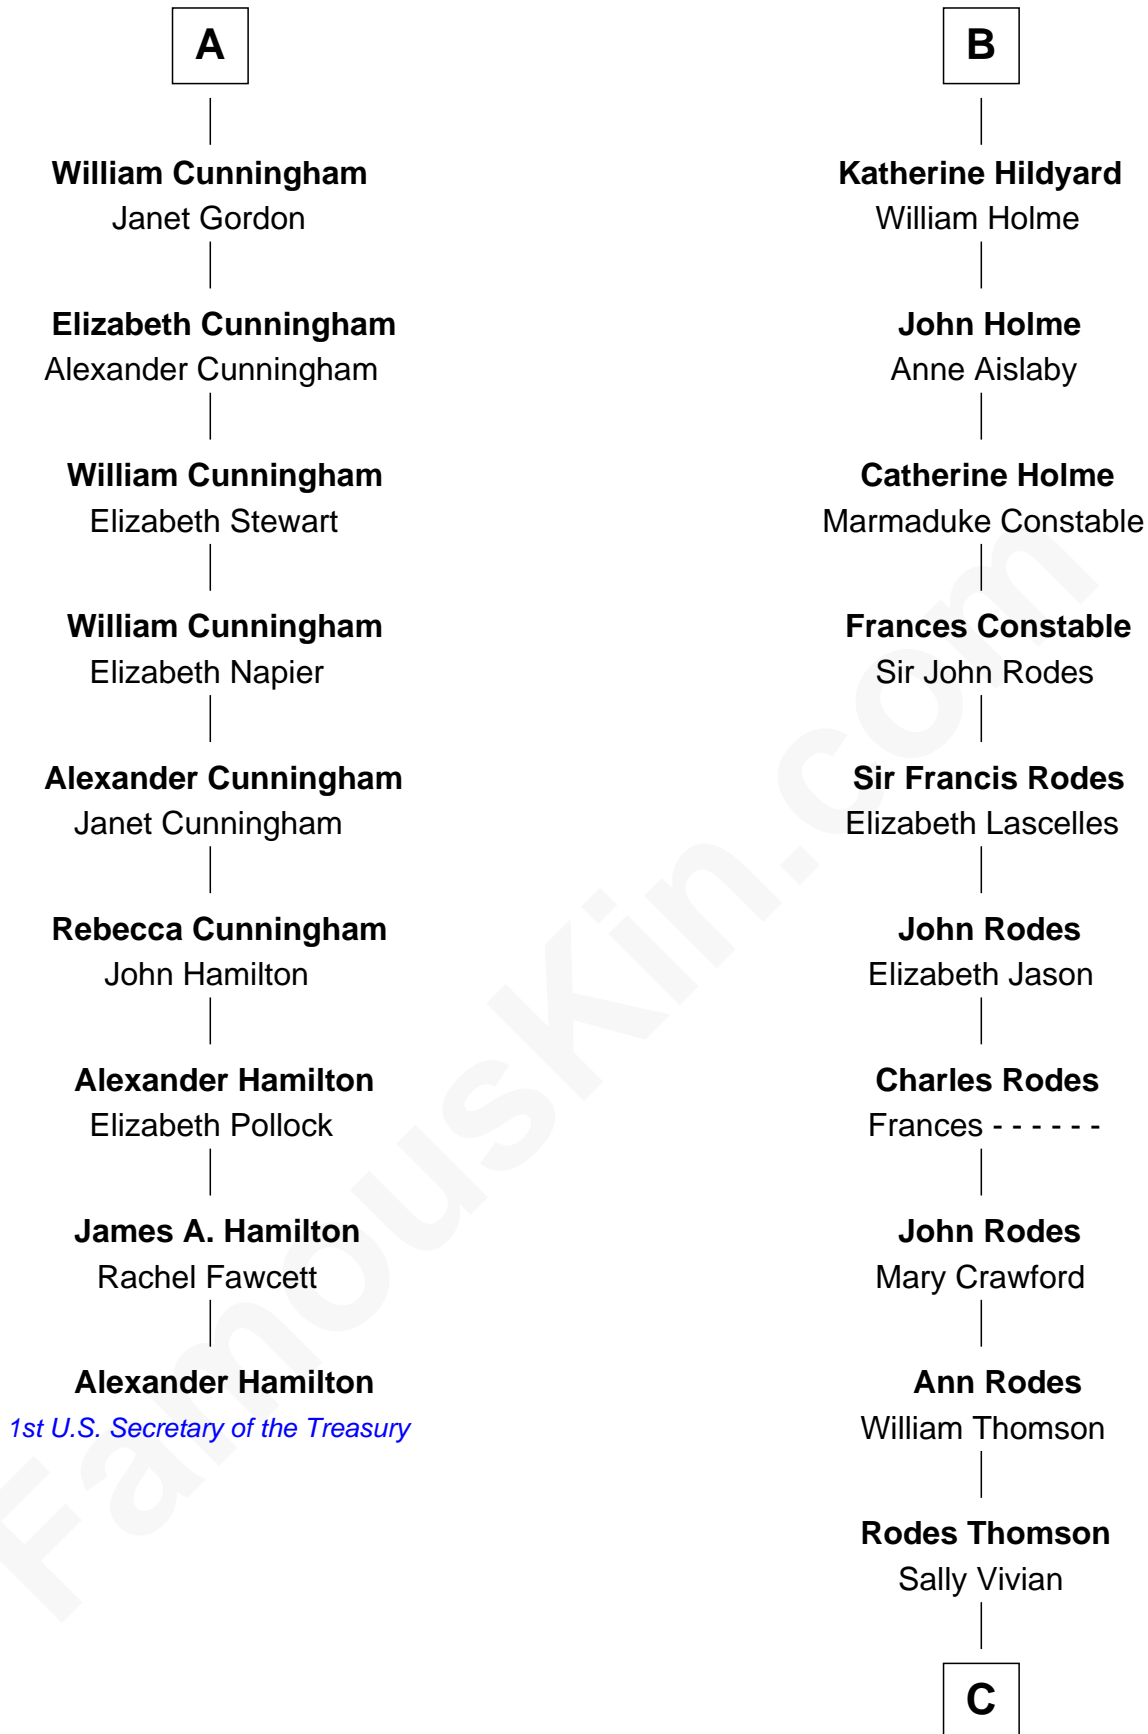 A
William Cunningham
Janet Gordon
Elizabeth Cunningham
Alexander Cunningham
William Cunningham
Elizabeth Stewart
William Cunningham
Elizabeth Napier
Alexander Cunningham
Janet Cunningham
Rebecca Cunningham
John Hamilton
Alexander Hamilton
Elizabeth Pollock
James A. Hamilton
Rachel Fawcett
Alexander Hamilton
1st U.S. Secretary of the Treasury
B
Katherine Hildyard
William Holme
John Holme
Anne Aislaby
Catherine Holme
Marmaduke Constable
Frances Constable
Sir John Rodes
Sir Francis Rodes
Elizabeth Lascelles
John Rodes
Elizabeth Jason
Charles Rodes
Frances - - - - - -
John Rodes
Mary Crawford
Ann Rodes
William Thomson
Rodes Thomson
Sally Vivian
C
FamousKin.com